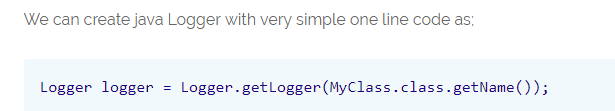 We can create java Logger with very simple one line code as;
Logger logger = Logger.getLogger(MyClass.class.getName());